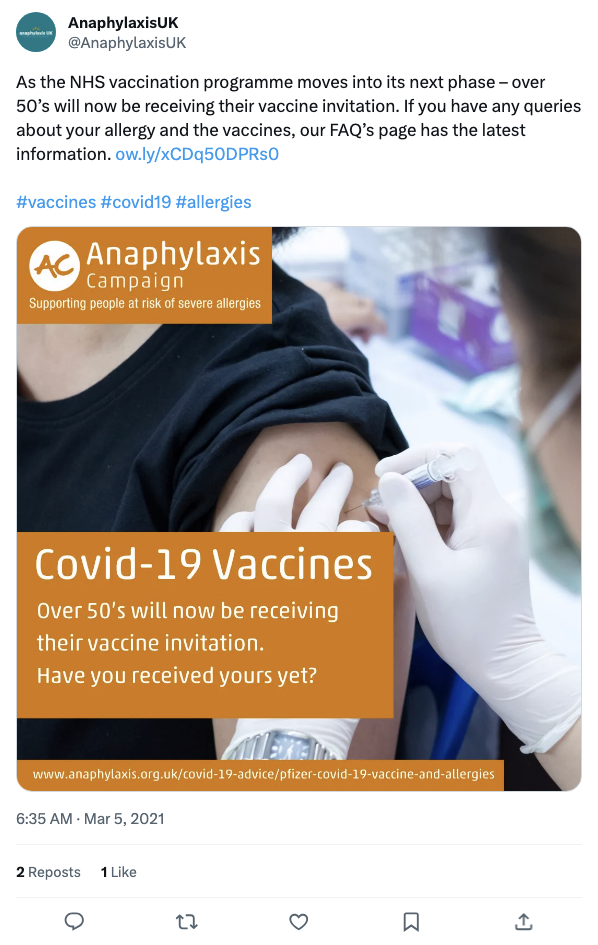 AnaphylaxisUK
@AnaphylaxisUK
As the NHS vaccination programme moves into its next phase – over
50’s will now be receiving their vaccine invitation. If you have any queries
about your allergy and the vaccines, our FAQ’s page has the latest
information. ow.ly/xCDq50DPRs0
#vaccines #covid19 #allergies
AC
Anaphylaxis
Campaign
Supporting people at risk of severe allergies
Covid-19 Vaccines
Over 50's will now be receiving
their vaccine invitation.
Have you received yours yet?
www.anaphylaxis.org.uk/covid-19-advice/pfizer-covid-19-vaccine-and-allergies
6:35 AM · Mar 5, 2021
2 Reposts 1 Like